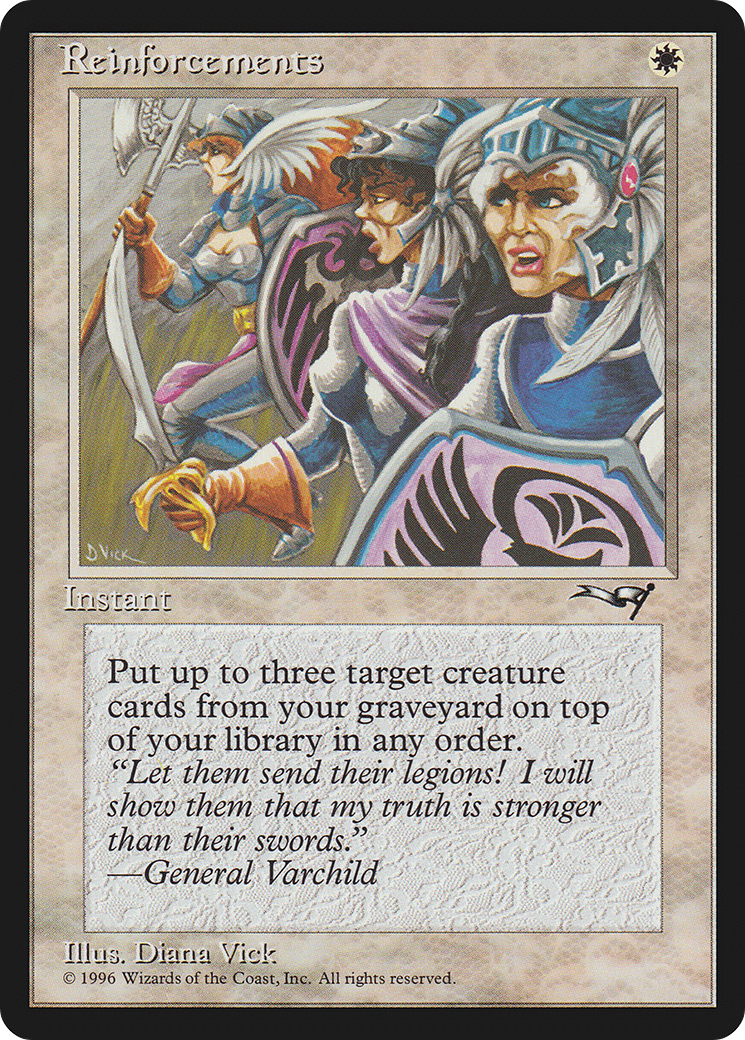 Reinforcements
D Vick
Instant
Put up to three target creature
cards from your graveyard on top
of your library in any order.
“Let them send their legions! I will
show them that my truth is stronger
than their swords.”
—General Varchild
Illus. Diana Vick
© 1996 Wizards of the Coast, Inc. All rights reserved.